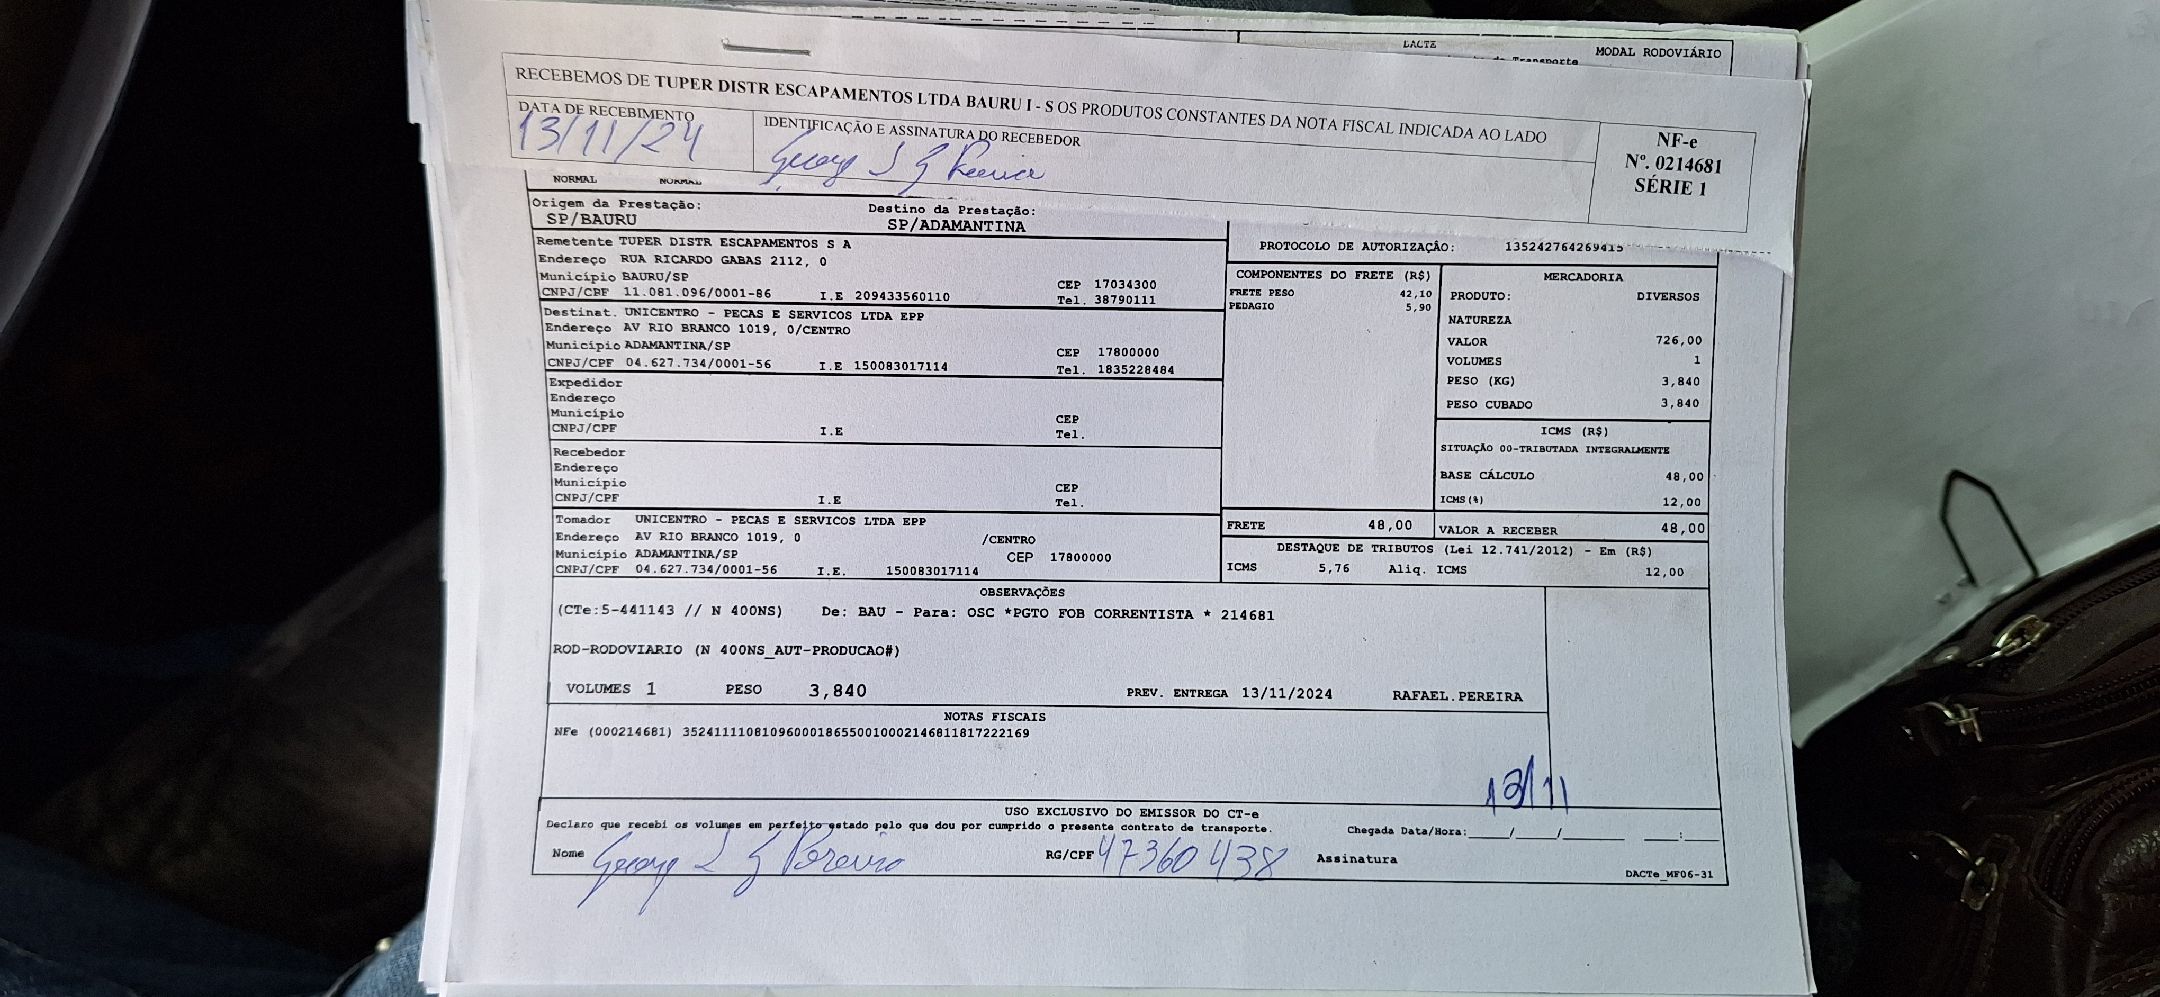 DACTE
MODAL RODOVIÁRIO
RECEBEMOS DE TUPER DISTR ESCAPAMENTOS LTDA BAURU I - S OS PRODUTOS CONSTANTES DA NOTA FISCAL INDICADA AO LADO
DATA DE RECEBIMENTO
13/11/24
IDENTIFICAÇÃO E ASSINATURA DO RECEBEDOR
NF-e
Nº. 0214681
SÉRIE 1
NORMAL NORMAL
Origem da Prestação:
SP/BAURU
Destino da Prestação:
SP/ADAMANTINA
Remetente TUPER DISTR ESCAPAMENTOS S A
Endereço RUA RICARDO GABAS 2112, 0
Município BAURU/SP CEP 17034300
CNPJ/CPF 11.081.096/0001-86 I.E 209433560110 Tel. 38790111
Destinat. UNICENTRO - PECAS E SERVICOS LTDA EPP
Endereço AV RIO BRANCO 1019, 0/CENTRO
Município ADAMANTINA/SP CEP 17800000
CNPJ/CPF 04.627.734/0001-56 I.E 150083017114 Tel. 1835228484
Expedidor
Endereço
Município CEP
CNPJ/CPF I.E Tel.
Recebedor
Endereço
Município CEP
CNPJ/CPF I.E Tel.
Tomador UNICENTRO - PECAS E SERVICOS LTDA EPP
Endereço AV RIO BRANCO 1019, 0 /CENTRO
Município ADAMANTINA/SP CEP 17800000
CNPJ/CPF 04.627.734/0001-56 I.E. 150083017114
PROTOCOLO DE AUTORIZAÇÃO: 135242764269415
COMPONENTES DO FRETE (R$)
FRETE PESO 42,10
PEDAGIO 5,90
MERCADORIA
PRODUTO: DIVERSOS
NATUREZA
VALOR 726,00
VOLUMES 1
PESO (KG) 3,840
PESO CUBADO 3,840
ICMS (R$)
SITUAÇÃO 00-TRIBUTADA INTEGRALMENTE
BASE CÁLCULO 48,00
ICMS(%) 12,00
FRETE 48,00 VALOR A RECEBER 48,00
DESTAQUE DE TRIBUTOS (Lei 12.741/2012) - Em (R$)
ICMS 5,76 Aliq. ICMS 12,00
OBSERVAÇÕES
(CTe:5-441143 // N 400NS) De: BAU - Para: OSC *PGTO FOB CORRENTISTA * 214681
ROD-RODOVIARIO (N 400NS_AUT-PRODUCAO#)
VOLUMES 1 PESO 3,840 PREV. ENTREGA 13/11/2024 RAFAEL.PEREIRA
NOTAS FISCAIS
NFe (000214681) 35241111081096000186550010002146811817222169
13/11
USO EXCLUSIVO DO EMISSOR DO CT-e
Declaro que recebi os volumes em perfeito estado pelo que dou por cumprido o presente contrato de transporte. Chegada Data/Hora: ____/____/______ ____:____
Nome RG/CPF 47360438 Assinatura
DACTe_MF06-31